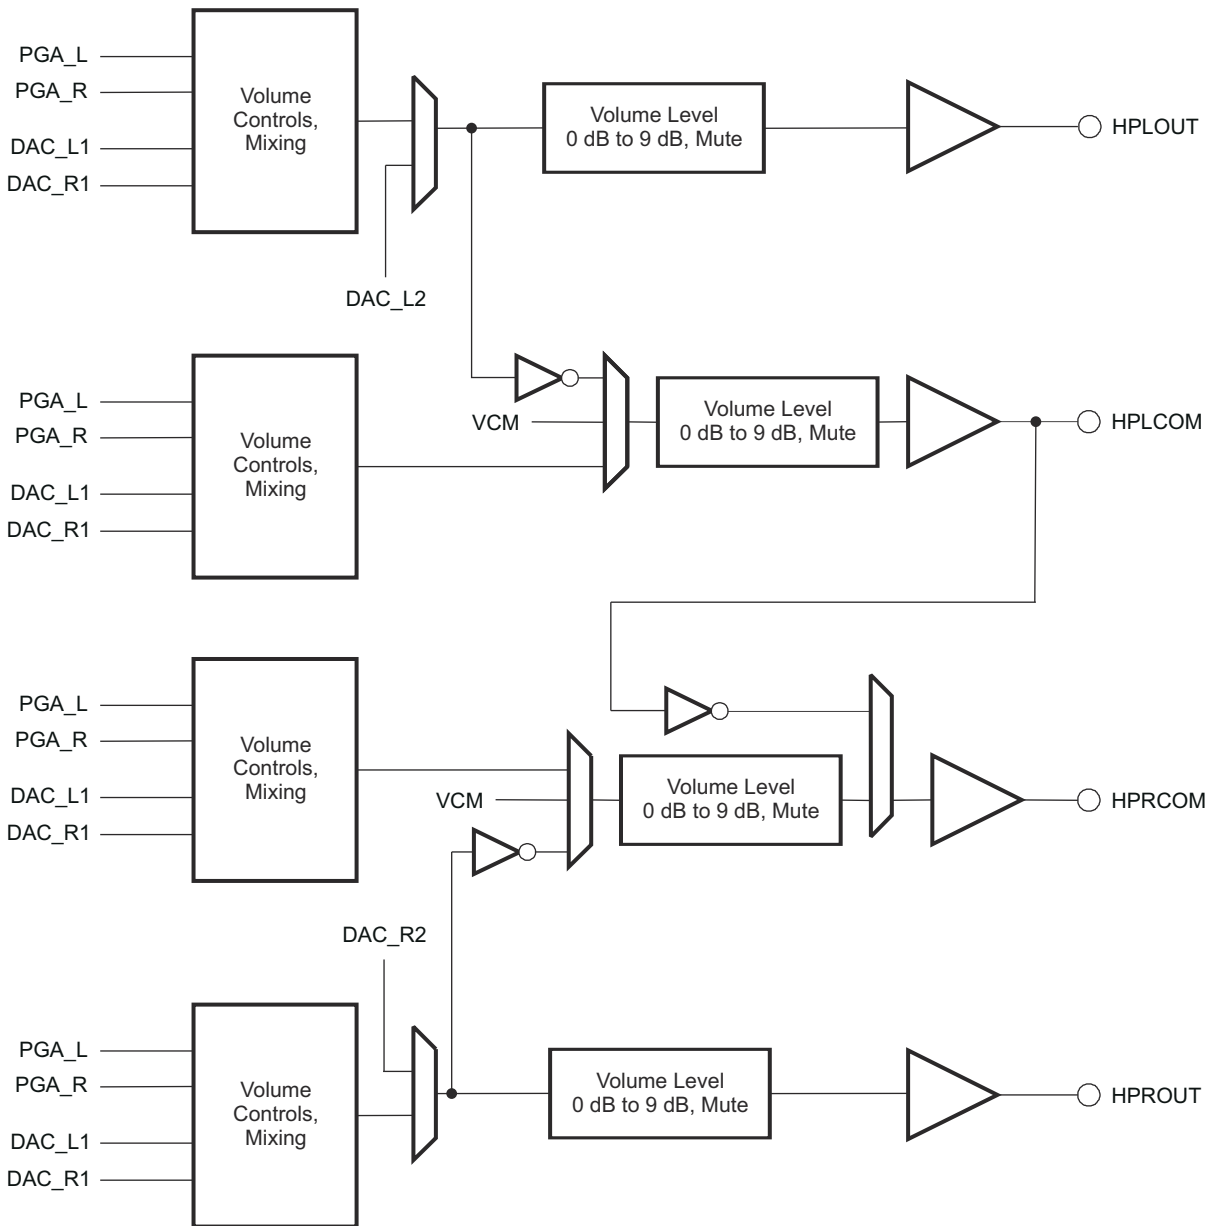 PGA_L
PGA_R
DAC_L1
DAC_R1
Volume
Controls,
Mixing
DAC_L2
Volume Level
0 dB to 9 dB, Mute
HPLOUT
PGA_L
PGA_R
DAC_L1
DAC_R1
Volume
Controls,
Mixing
VCM
Volume Level
0 dB to 9 dB, Mute
HPLCOM
PGA_L
PGA_R
DAC_L1
DAC_R1
Volume
Controls,
Mixing
VCM
Volume Level
0 dB to 9 dB, Mute
HPRCOM
DAC_R2
PGA_L
PGA_R
DAC_L1
DAC_R1
Volume
Controls,
Mixing
Volume Level
0 dB to 9 dB, Mute
HPROUT